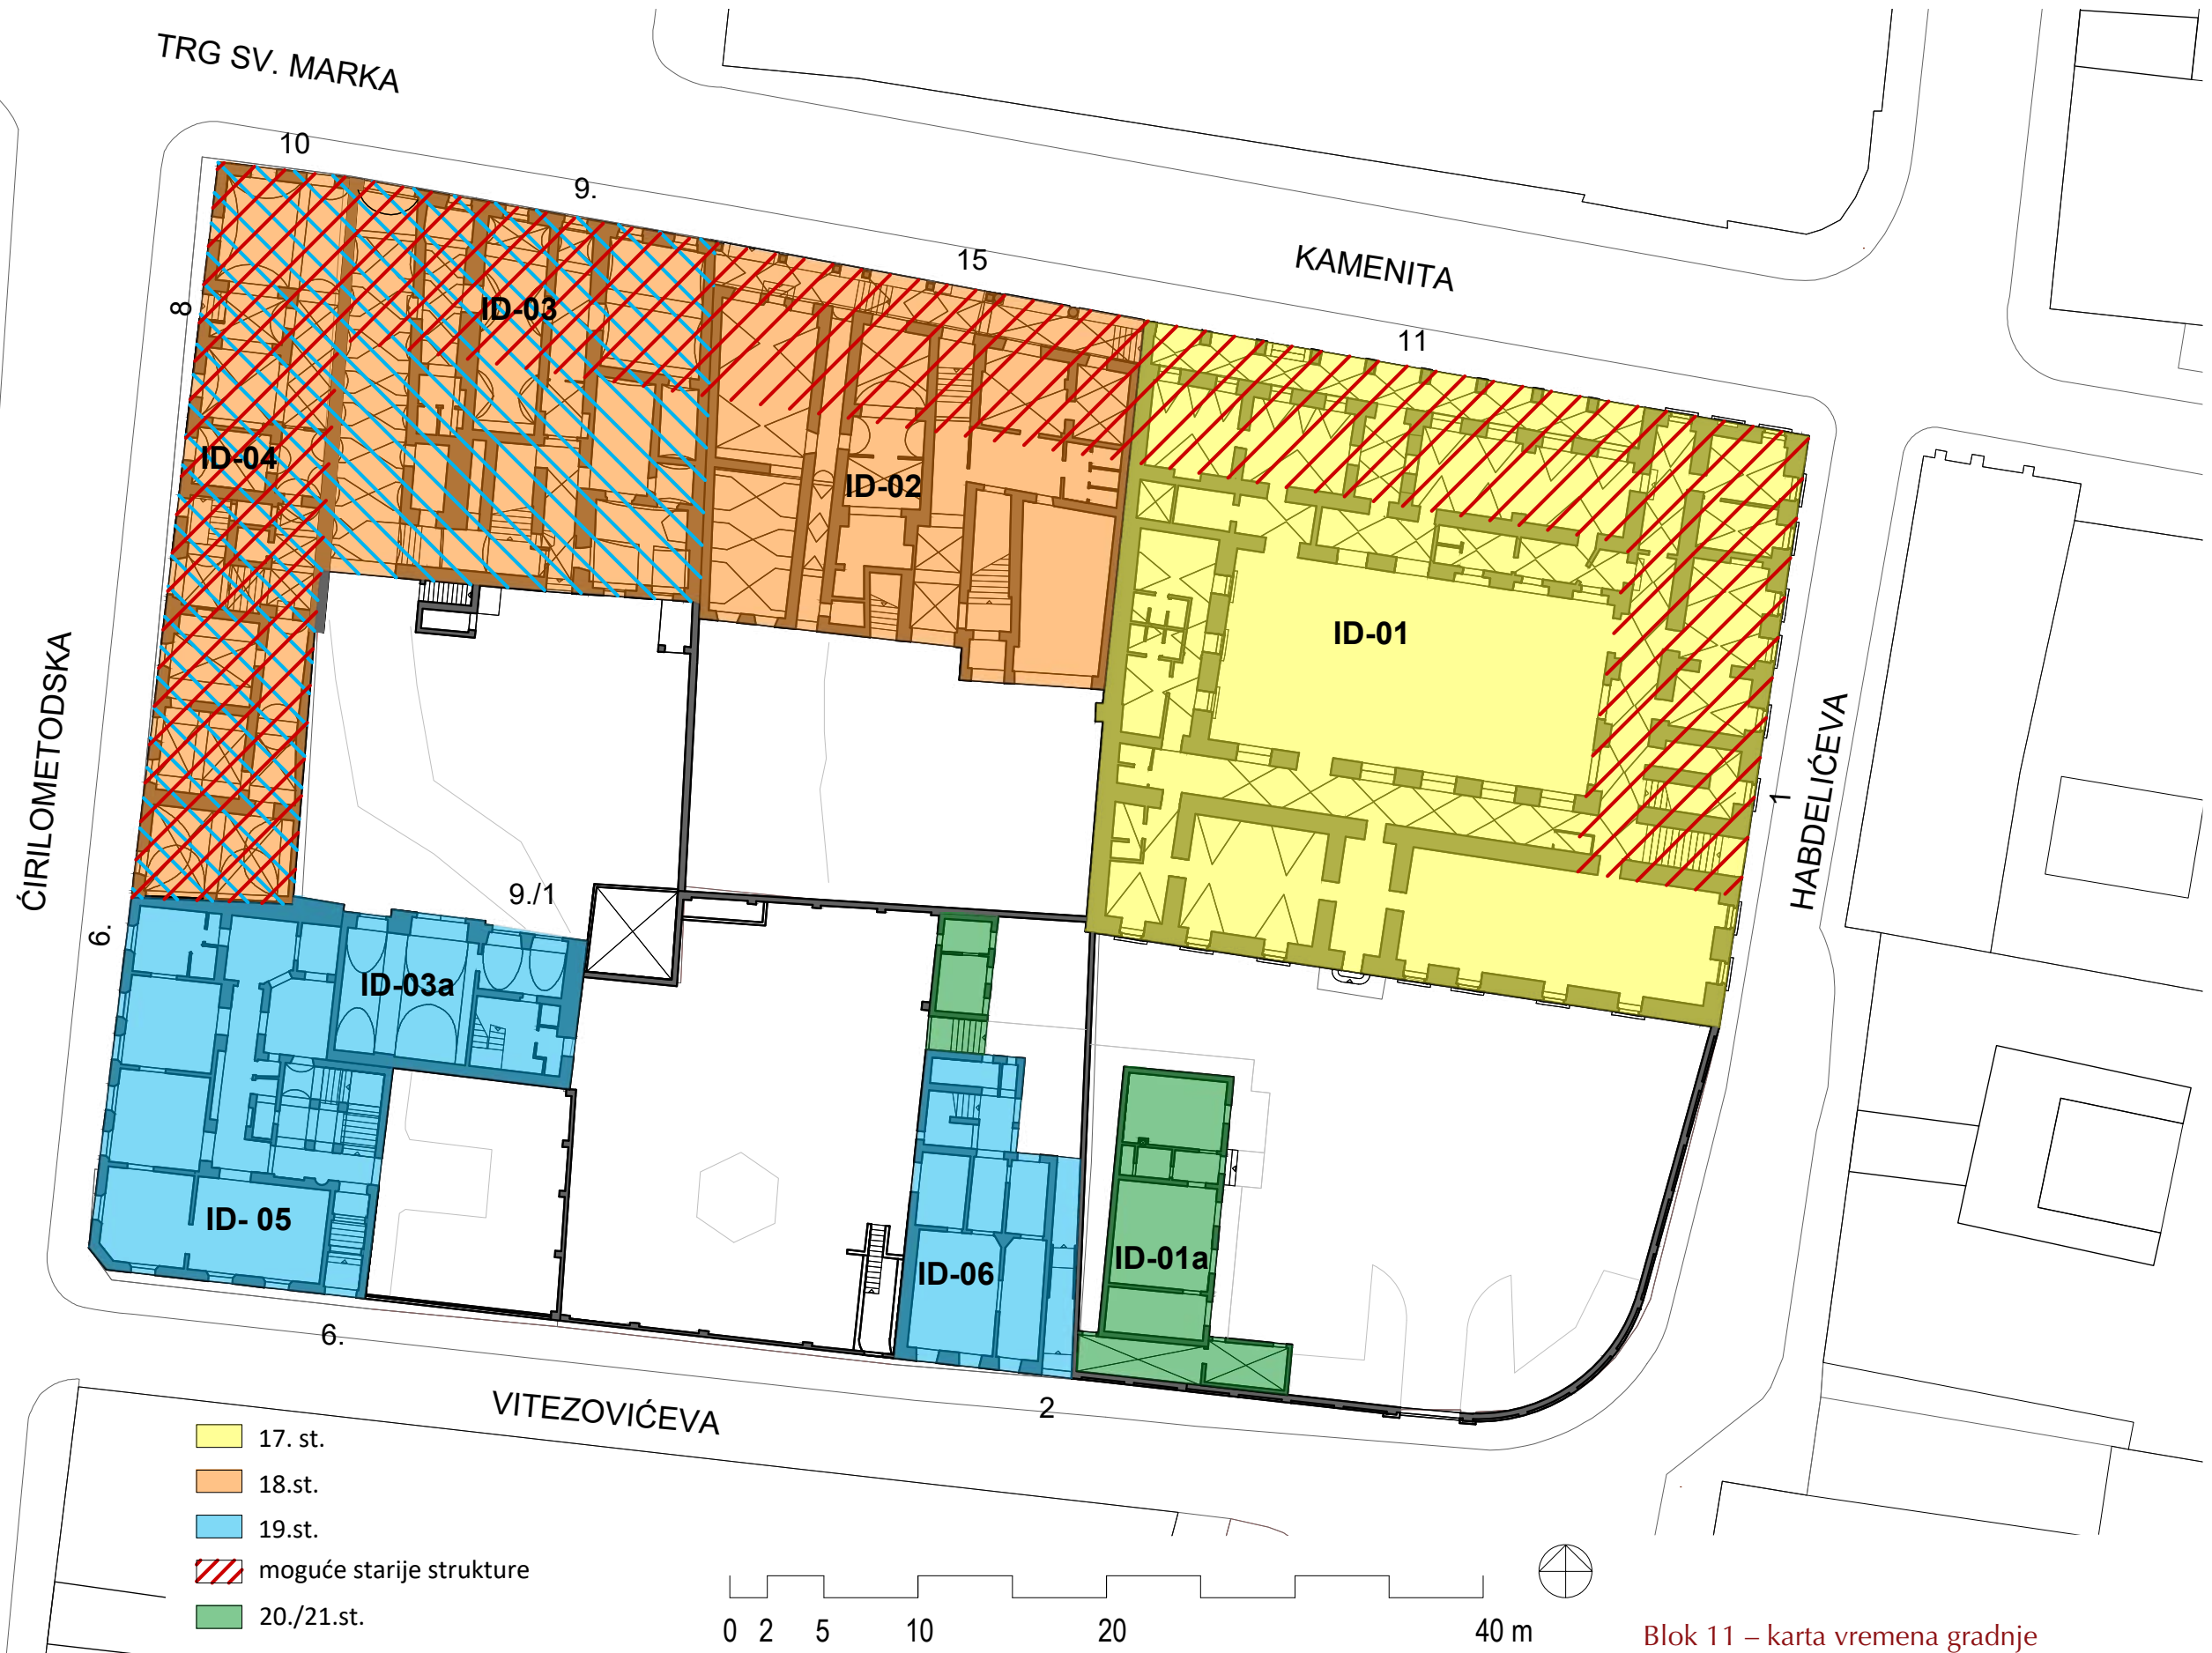 TRG SV. MARKA
10
9.
15
KAMENITA
11
8
ID-03
ID-04
ID-02
ID-01
ĆIRILOMETODSKA
HABDELIĆEVA
1
9./1
6.
ID-03a
ID- 05
ID-06
ID-01a
6.
VITEZOVIĆEVA
2
17. st.
18.st.
19.st.
moguće starije strukture
20./21.st.
0 2 5 10 20 40 m
Blok 11 – karta vremena gradnje